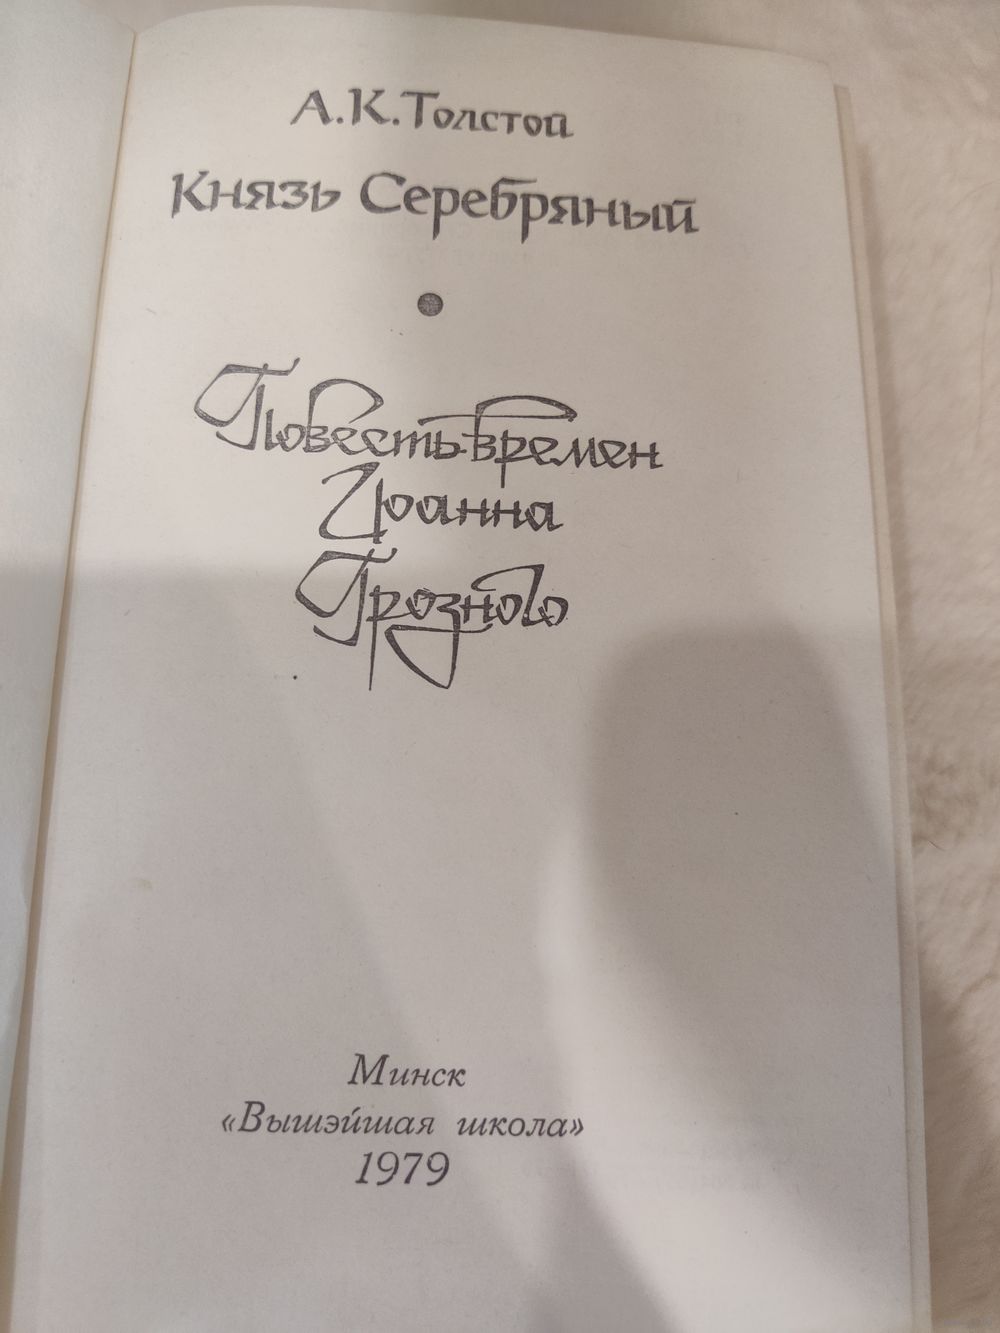 А.К.Толстой
Князь Серебряный
Повесть времен
Иоанна
Грозного
Минск
«Вышэйшая школа»
1979